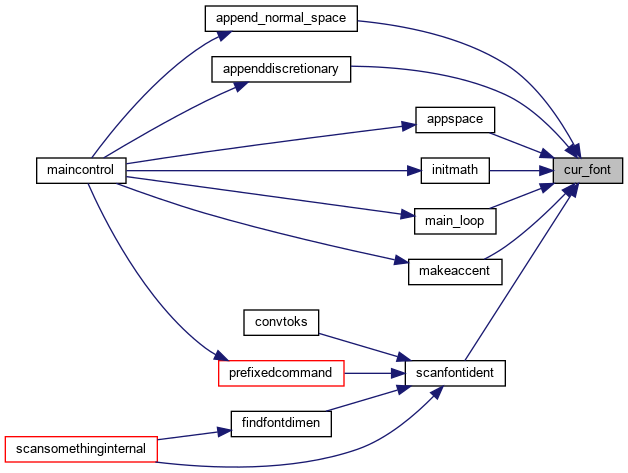 append_normal_space
appenddiscretionary
appspace
maincontrol
initmath
cur_font
main_loop
makeaccent
convtoks
prefixedcommand
scanfontident
findfontdimen
scansomethinginternal